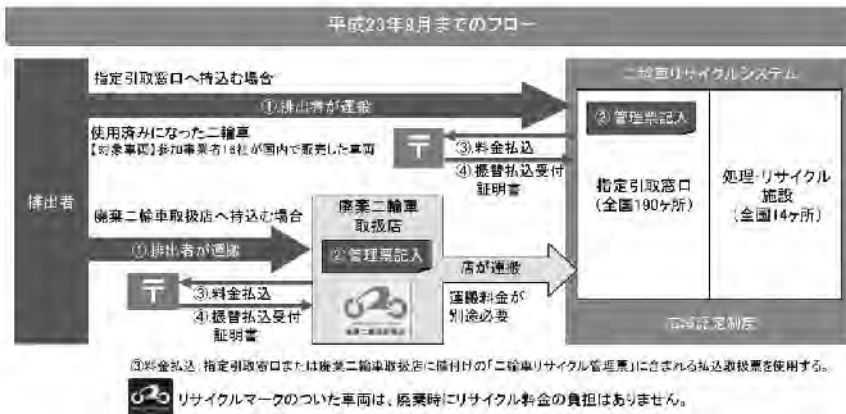 平成23年9月までのフロー
指定引取窓口へ持込む場合
①.排出者が運搬
使用済みになった二輪車
【対象車両】参加事業者16社が国内で販売した車両
〒
③.料金払込
④.振替払込受付
証明書
排出者
廃棄二輪車取扱店へ持込む場合
①.排出者が運搬
〒
③.料金払込
④.振替払込受付
証明書
廃棄二輪車
取扱店
②.管理票記入
店が運搬
運搬料金が
別途必要
二輪車リサイクルシステム
②.管理票記入
指定引取窓口
(全国190ヶ所)
処理・リサイクル
施設
(全国14ヶ所)
広域認定制度
③料金払込:指定引取窓口または廃棄二輪車取扱店に備付けの「二輪車リサイクル管理票」に含まれる払込取扱票を使用する。
リサイクルマークのついた車両は、廃棄時にリサイクル料金の負担はありません。